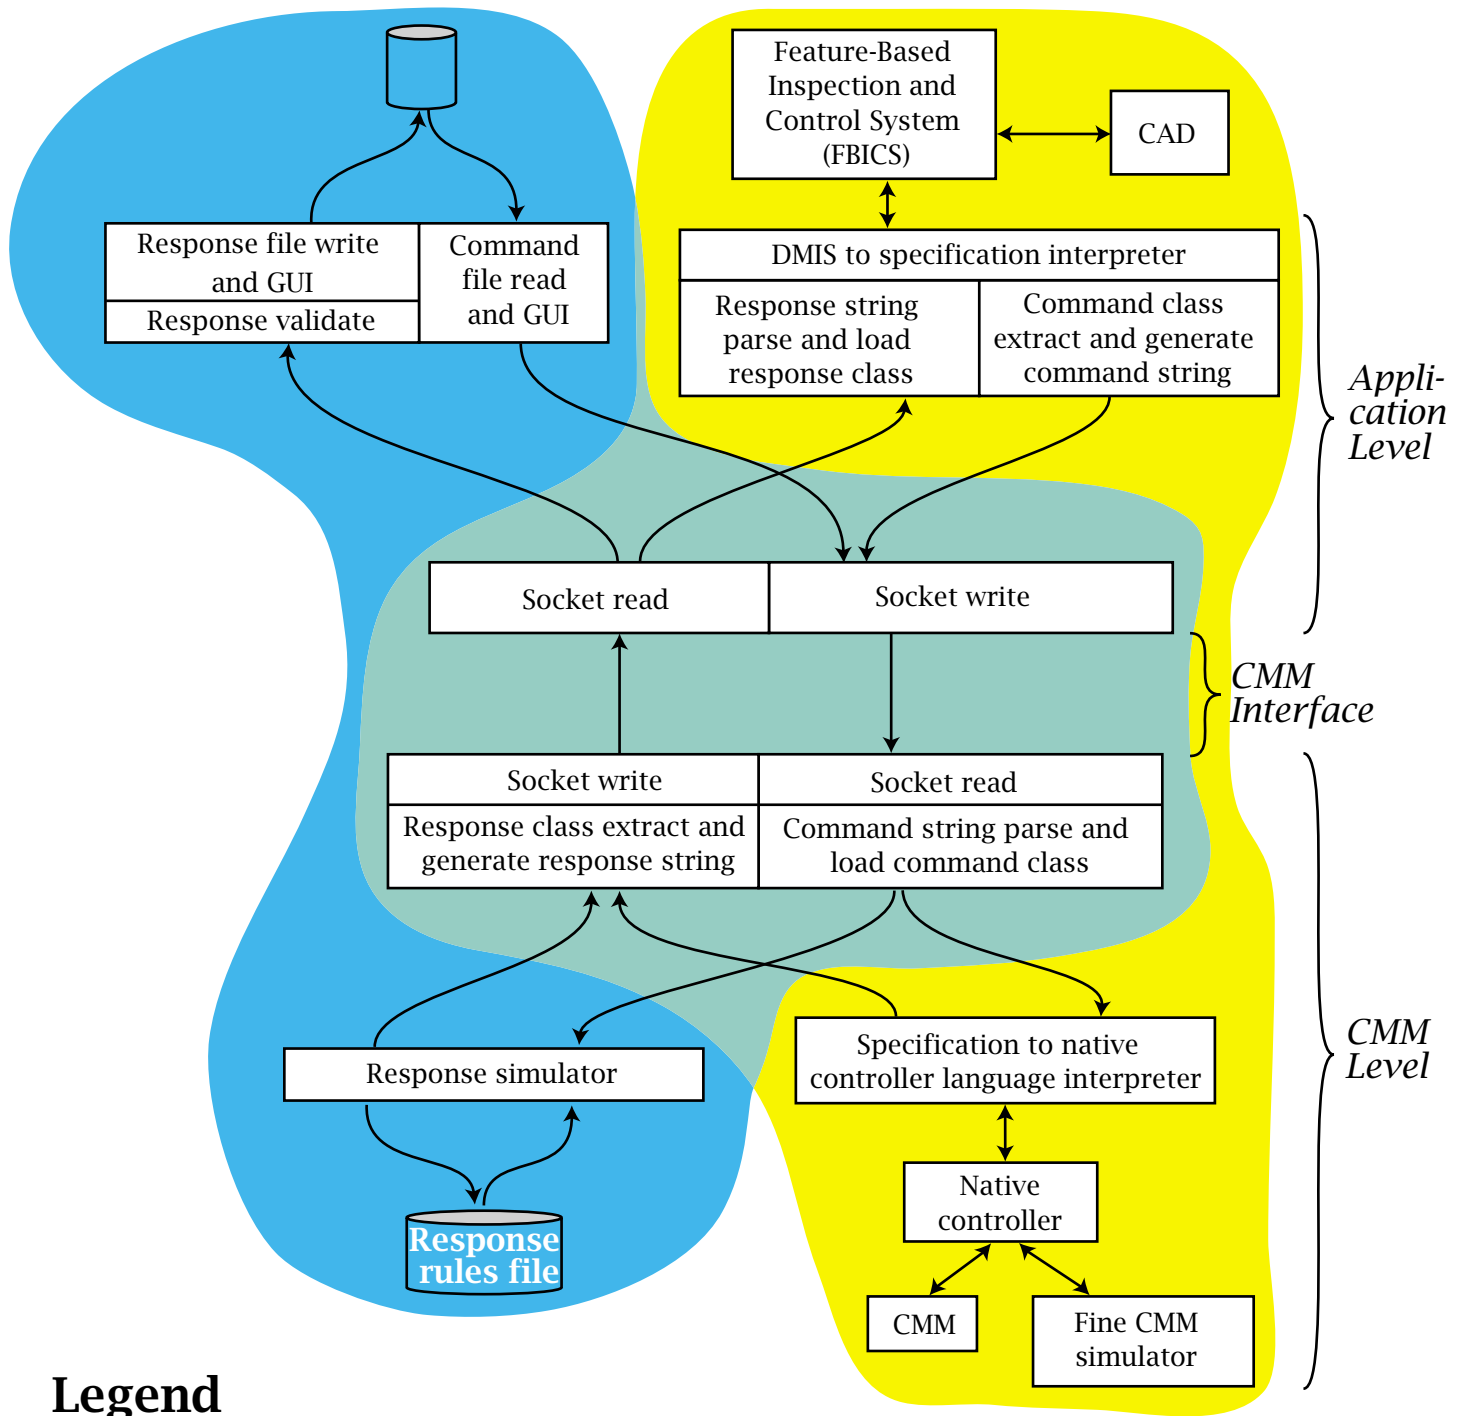 Feature-Based
Inspection and
Control System
(FBICS)
CAD
Response file write
and GUI
Response validate
Command
file read
and GUI
DMIS to specification interpreter
Response string
parse and load
response class
Command class
extract and generate
command string
Appli-
cation
Level
Socket read
Socket write
CMM
Interface
Socket write
Socket read
Response class extract and
generate response string
Command string parse and
load command class
Response simulator
Specification to native
controller language interpreter
CMM
Level
Native
controller
Response
rules file
CMM
Fine CMM
simulator
Legend